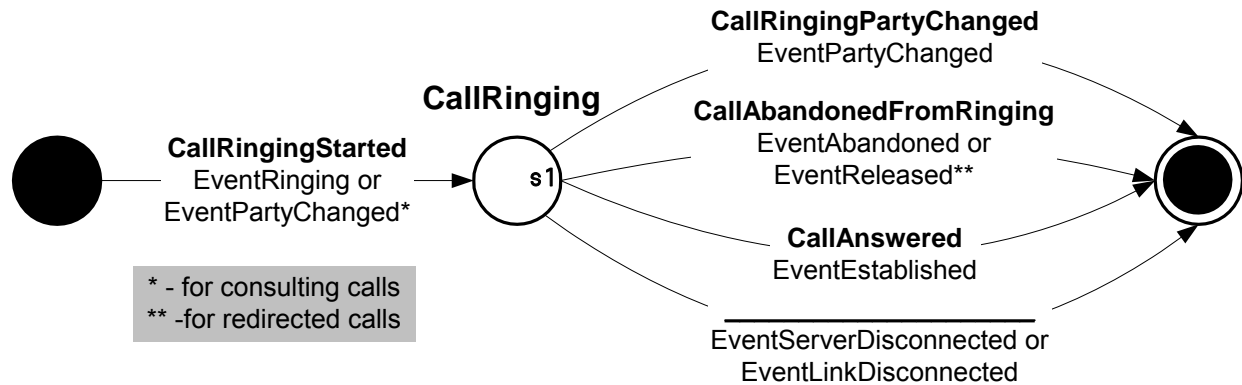 CallRingingPartyChanged
EventPartyChanged
CallRinging
CallAbandonedFromRinging
EventAbandoned or
EventReleased**
CallRingingStarted
EventRinging or
EventPartyChanged*
s1
CallAnswered
EventEstablished
* - for consulting calls
** -for redirected calls
EventServerDisconnected or
EventLinkDisconnected